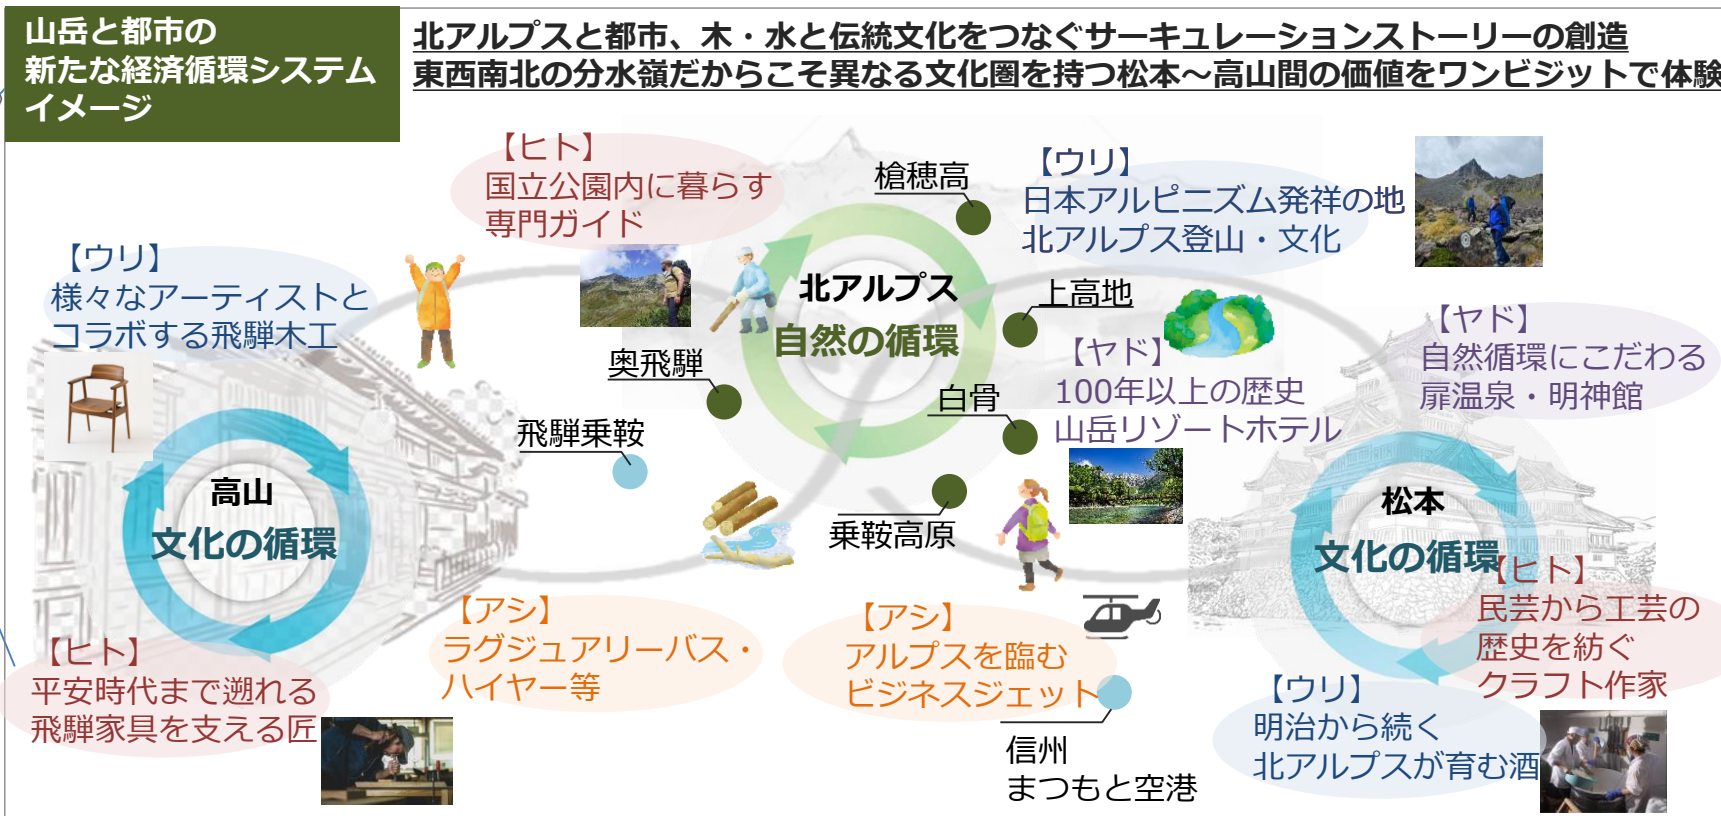 山岳と都市の
新たな経済循環システム
イメージ
北アルプスと都市、木・水と伝統文化をつなぐサーキュレーションストーリーの創造
東西南北の分水嶺だからこそ異なる文化圏を持つ松本～高山間の価値をワンビジットで体験
【ヒト】
国立公園内に暮らす
専門ガイド
槍穂高
【ウリ】
日本アルピニズム発祥の地
北アルプス登山・文化
【ウリ】
様々なアーティストと
コラボする飛騨木工
北アルプス
自然の循環
上高地
【ヤド】
100年以上の歴史
山岳リゾートホテル
【ヤド】
自然循環にこだわる
扉温泉・明神館
奥飛騨
白骨
飛騨乗鞍
乗鞍高原
高山
文化の循環
松本
文化の循環
【ヒト】
民芸から工芸の
歴史を紡ぐ
クラフト作家
【アシ】
ラグジュアリーバス・
ハイヤー等
【アシ】
アルプスを臨む
ビジネスジェット
【ヒト】
平安時代まで遡れる
飛騨家具を支える匠
【ウリ】
明治から続く
北アルプスが育む酒
信州
まつもと空港